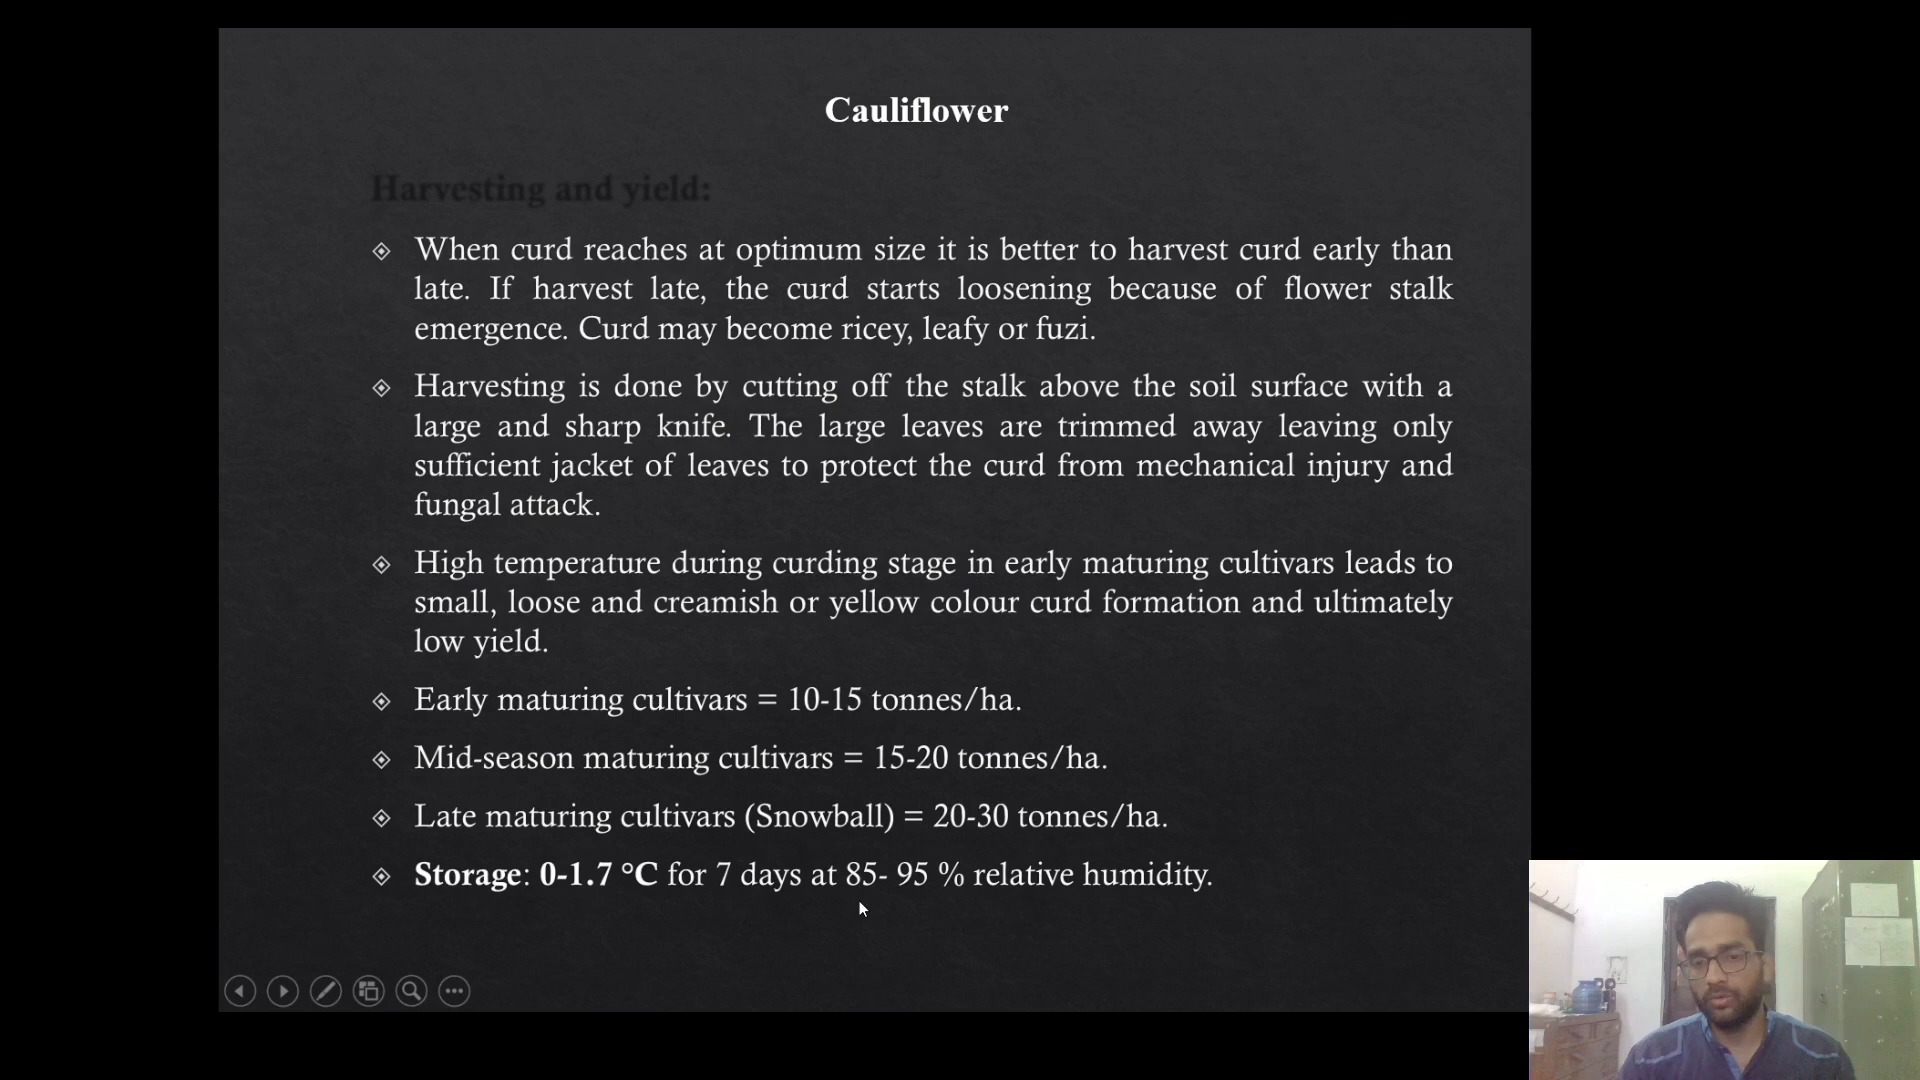 Cauliflower
Harvesting and yield:
When curd reaches at optimum size it is better to harvest curd early than
late. If harvest late, the curd starts loosening because of flower stalk
emergence. Curd may become ricey, leafy or fuzi.
Harvesting is done by cutting off the stalk above the soil surface with a
large and sharp knife. The large leaves are trimmed away leaving only
sufficient jacket of leaves to protect the curd from mechanical injury and
fungal attack.
High temperature during curding stage in early maturing cultivars leads to
small, loose and creamish or yellow colour curd formation and ultimately
low yield.
Early maturing cultivars = 10-15 tonnes/ha.
Mid-season maturing cultivars = 15-20 tonnes/ha.
Late maturing cultivars (Snowball) = 20-30 tonnes/ha.
Storage: 0-1.7 °C for 7 days at 85- 95 % relative humidity.